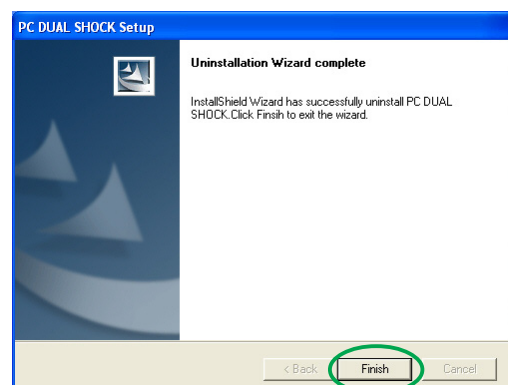 PC DUAL SHOCK Setup
Uninstallation Wizard complete
InstallShield Wizard has successfully uninstall PC DUAL
SHOCK.Click Finsih to exit the wizard.
< Back Finish Cancel